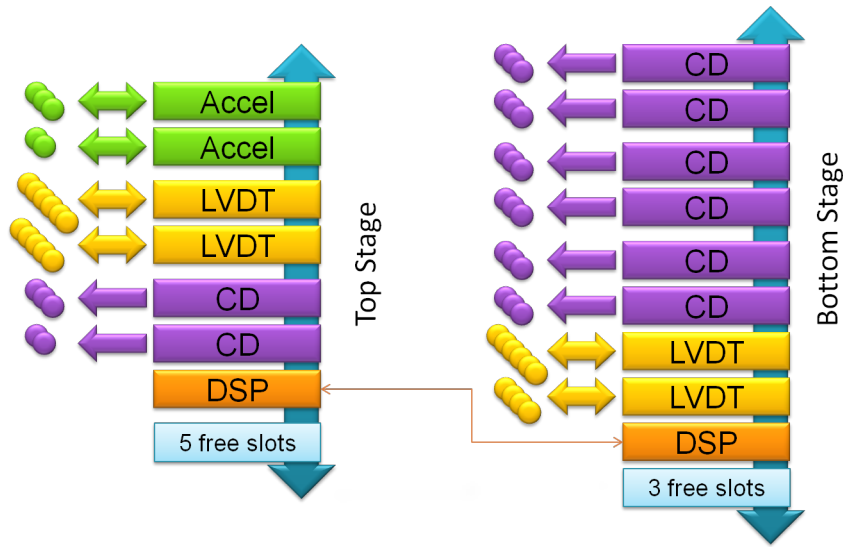 Accel
Accel
LVDT
LVDT
CD
CD
DSP
5 free slots
Top Stage
CD
CD
CD
CD
CD
CD
LVDT
LVDT
DSP
3 free slots
Bottom Stage